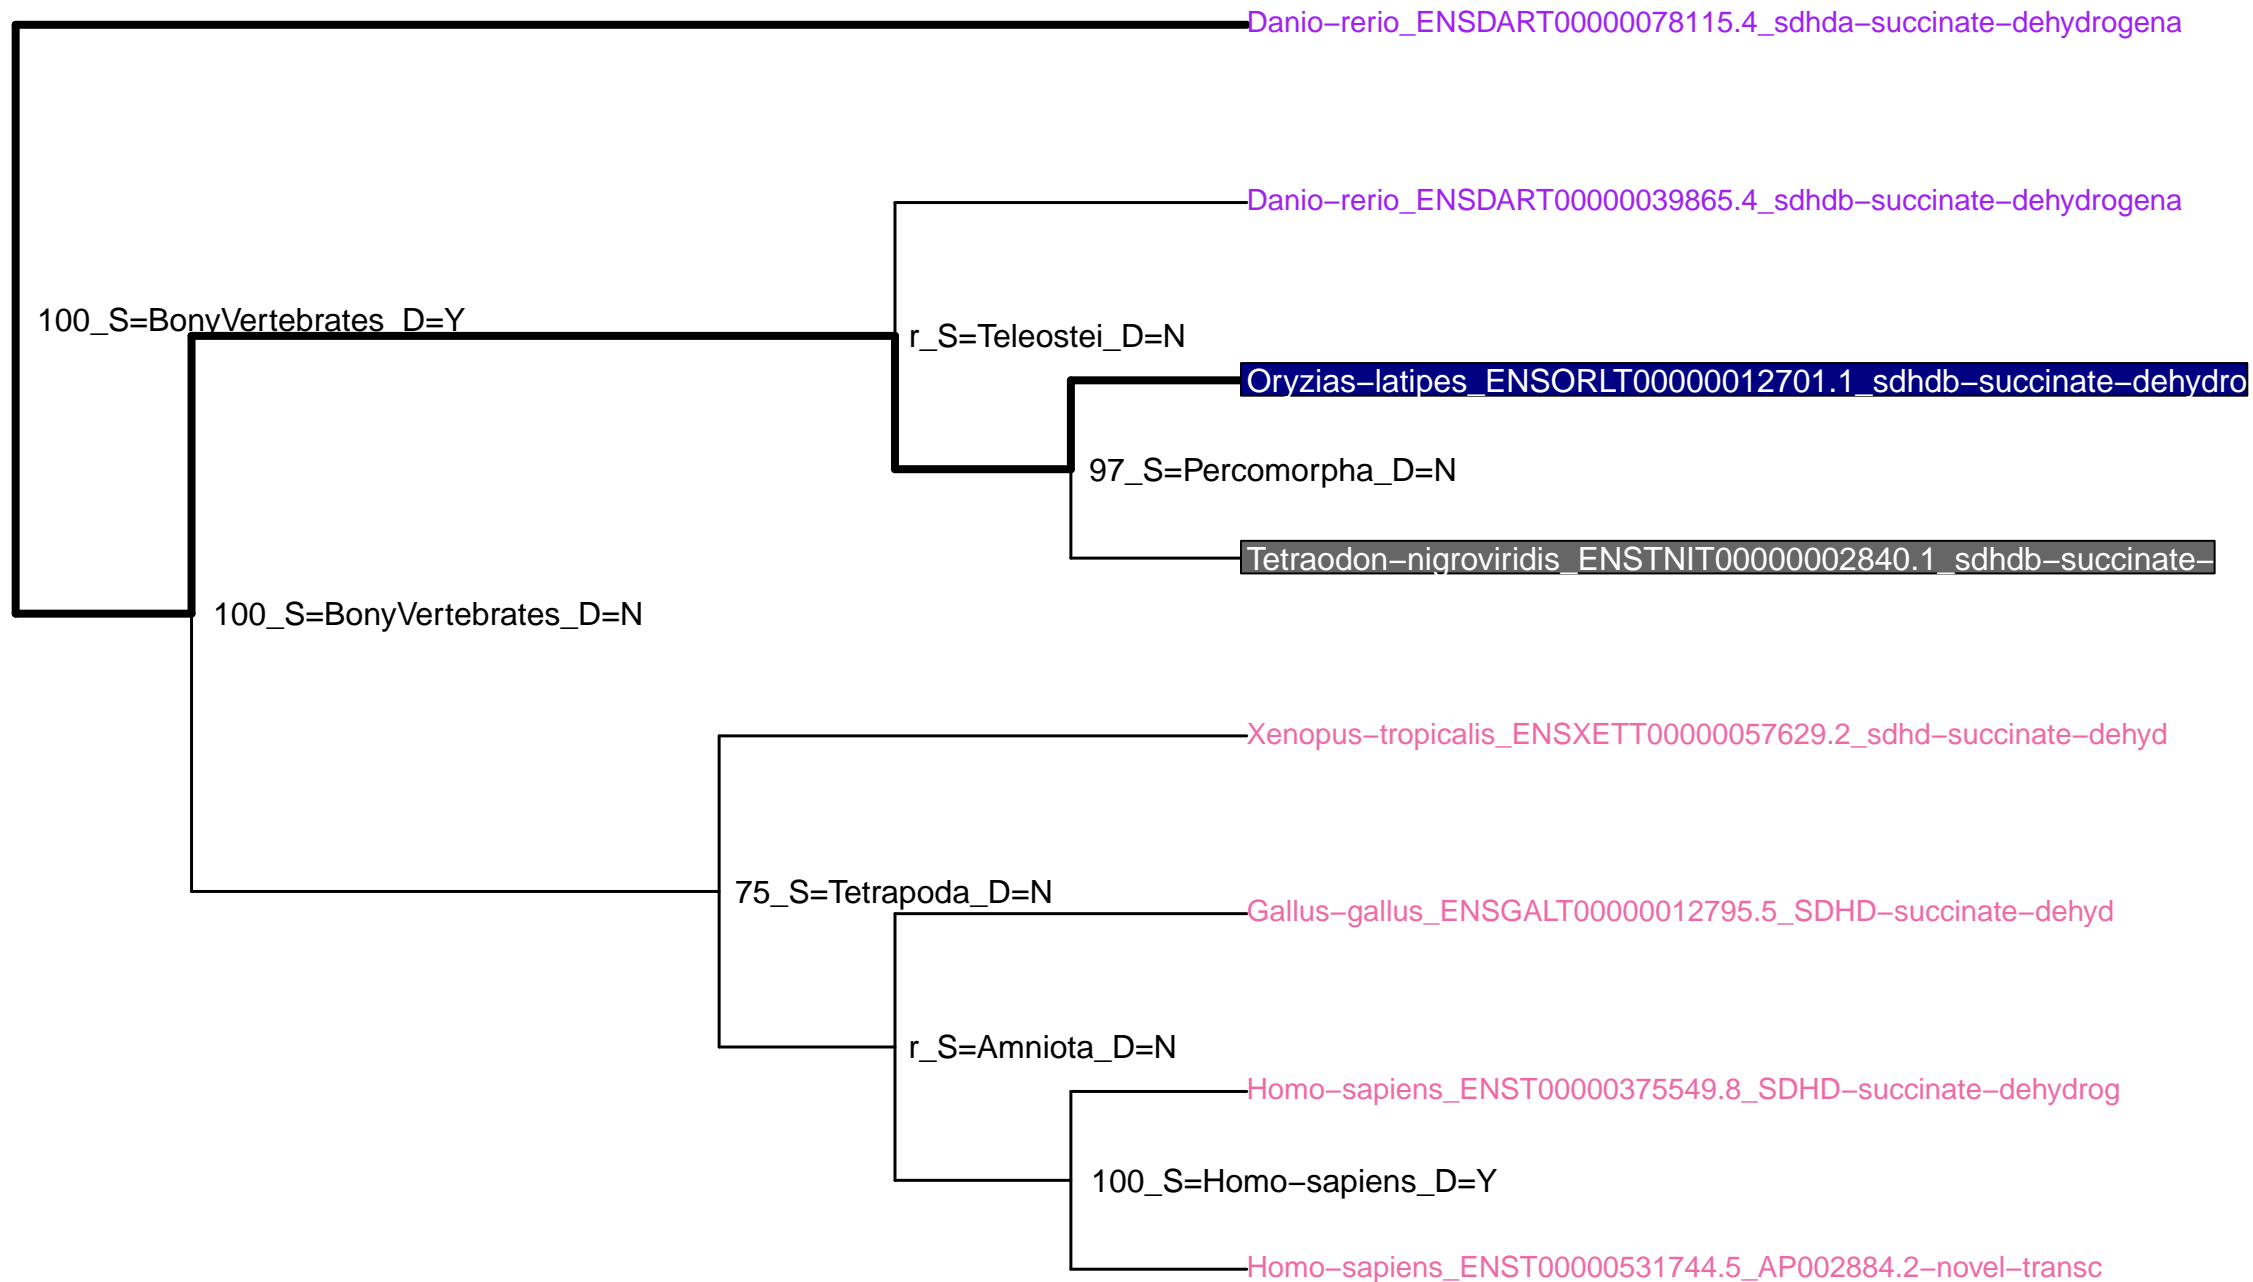 Danio−rerio_ENSDART00000078115.4_sdhda−succinate−dehydrogena
Danio−rerio_ENSDART00000039865.4_sdhdb−succinate−dehydrogena
100_S=BonyVertebrates_D=Y
r_S=Teleostei_D=N
Oryzias−latipes_ENSORLT00000012701.1_sdhdb−succinate−dehydro
97_S=Percomorpha_D=N
Tetraodon−nigroviridis_ENSTNIT00000002840.1_sdhdb−succinate−
100_S=BonyVertebrates_D=N
Xenopus−tropicalis_ENSXETT00000057629.2_sdhd−succinate−dehyd
75_S=Tetrapoda_D=N
Gallus−gallus_ENSGALT00000012795.5_SDHD−succinate−dehyd
r_S=Amniota_D=N
Homo−sapiens_ENST00000375549.8_SDHD−succinate−dehydrog
100_S=Homo−sapiens_D=Y
Homo−sapiens_ENST00000531744.5_AP002884.2−novel−transc